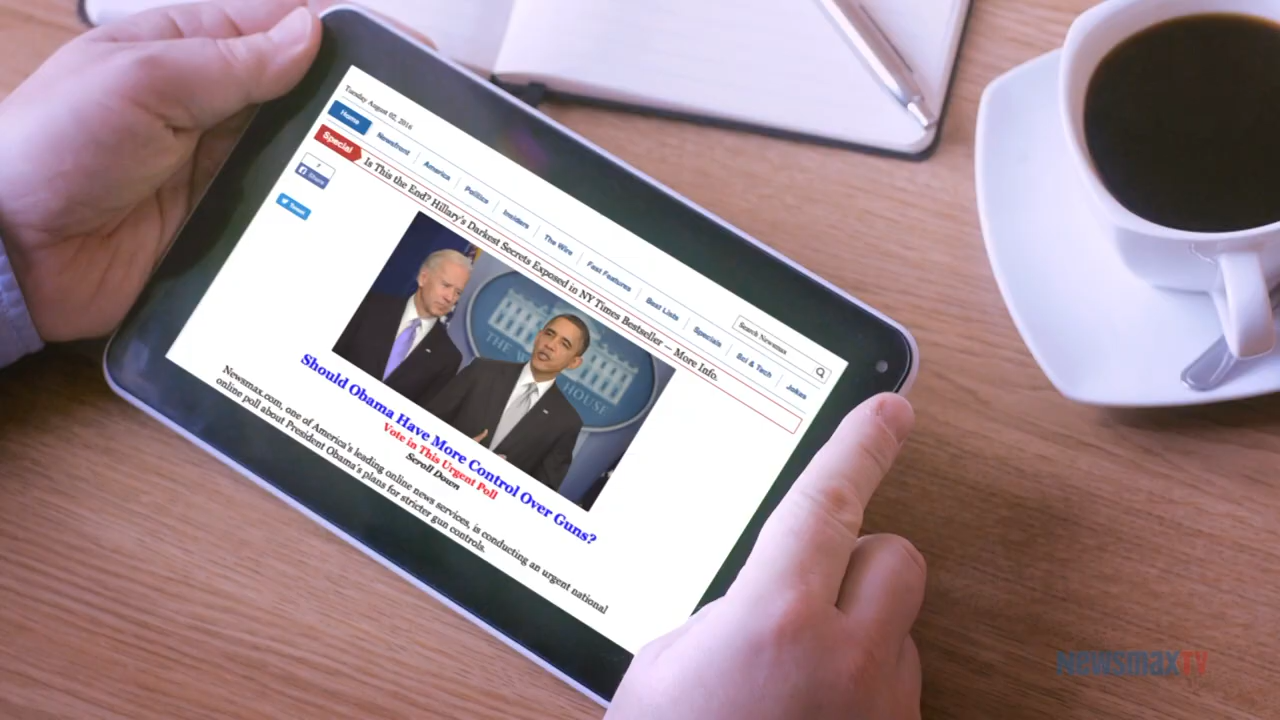 Tuesday August 02, 2016
Home
Newsfront
America
Politics
Insiders
The Wire
Fast Features
Best Lists
Specials
Sci & Tech
Jokes
Search Newsmax
Special
Is This the End? Hillary's Darkest Secrets Exposed in NY Times Bestseller — More Info.
Share
Tweet
THE W
HOUSE
Should Obama Have More Control Over Guns?
Vote in This Urgent Poll
Scroll Down
Newsmax.com, one of America's leading online news services, is conducting an urgent national
online poll about President Obama's plans for stricter gun controls.
NewsmaxTV